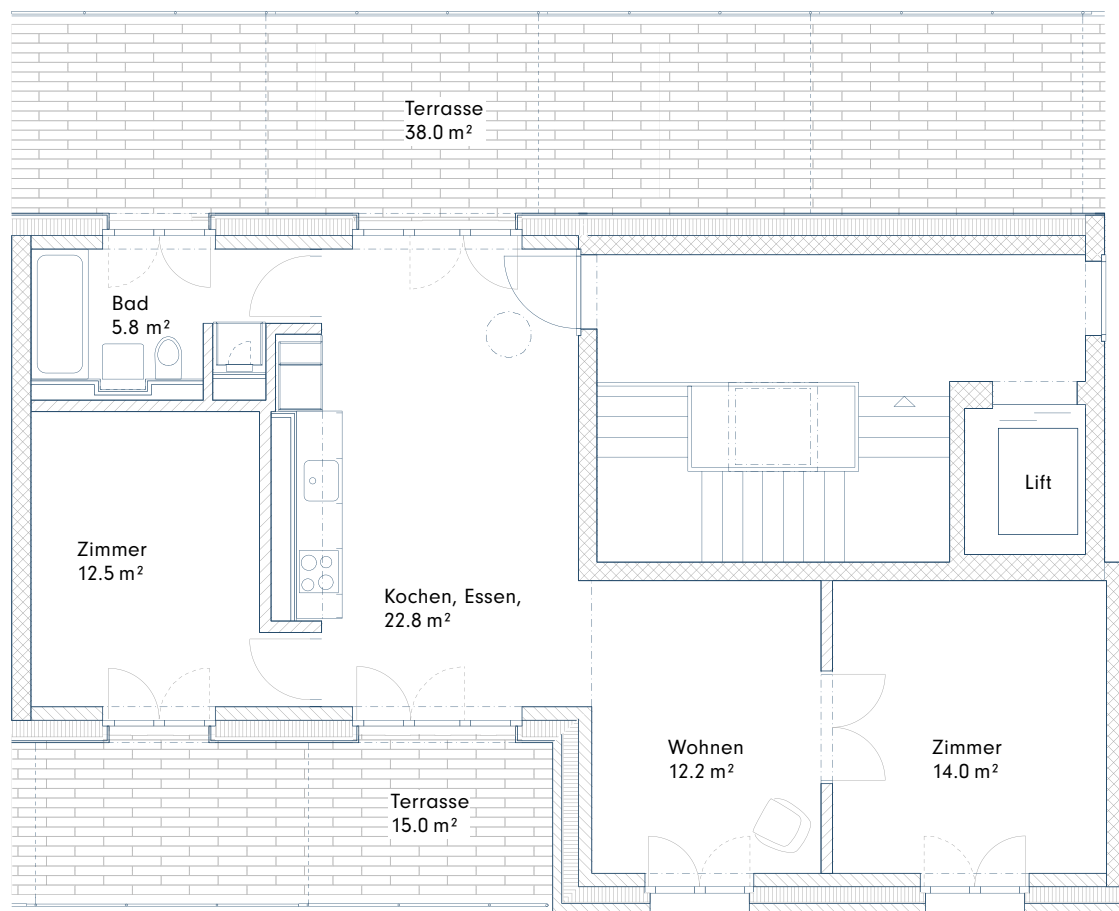 Terrasse
38.0 m²
Bad
5.8 m²
Lift
Zimmer
12.5 m²
Kochen, Essen,
22.8 m²
Wohnen
12.2 m²
Zimmer
14.0 m²
Terrasse
15.0 m²